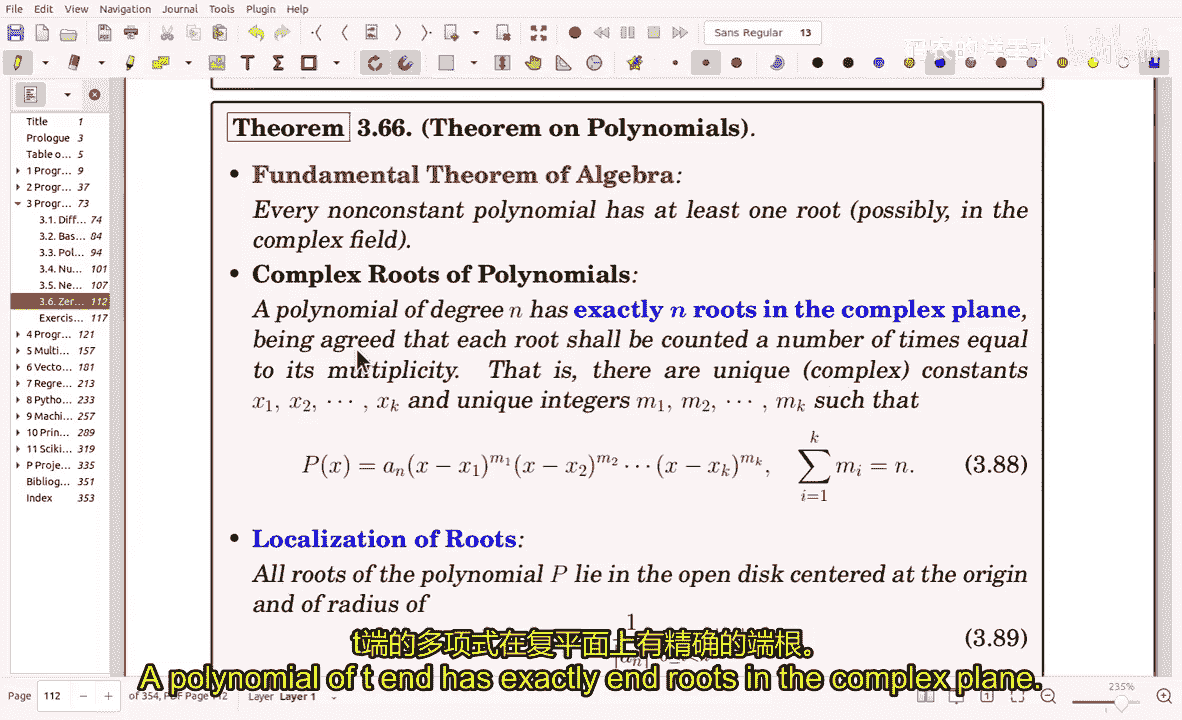 File Edit View Navigation Journal Tools Plugin Help
Sans Regular 13
Title 1
Prologue 3
Table o... 5
1 Progr... 9
2 Progr... 37
3 Progr... 73
3.1. Diff... 74
3.2. Bas... 84
3.3. Pol... 94
3.4. Nu... 101
3.5. Ne... 107
3.6. Zer... 112
Exercis... 117
4 Progr... 121
5 Multi... 157
6 Vecto... 181
7 Regre... 213
8 Pytho... 233
9 Machi... 257
10 Prin... 289
11 Sciki... 319
P Proje... 335
Bibliog... 351
Index 353
Theorem 3.66. (Theorem on Polynomials).
• Fundamental Theorem of Algebra:
Every nonconstant polynomial has at least one root (possibly, in the
complex field).
• Complex Roots of Polynomials:
A polynomial of degree n has exactly n roots in the complex plane,
being agreed that each root shall be counted a number of times equal
to its multiplicity. That is, there are unique (complex) constants
x₁, x₂, ⋯ , xₖ and unique integers m₁, m₂, ⋯ , mₖ such that
P(x) = aₙ(x − x₁)^{m₁}(x − x₂)^{m₂} ⋯ (x − xₖ)^{mₖ}, ∑_{i=1}^{k} mᵢ = n. (3.88)
• Localization of Roots:
All roots of the polynomial P lie in the open disk centered at the origin
and of radius of
(3.89)
t端的多项式在复平面上有精确的端根。
A polynomial of t end has exactly end roots in the complex plane.
Page 112 of 354, PDF Page 112 Layer Layer 1
235%